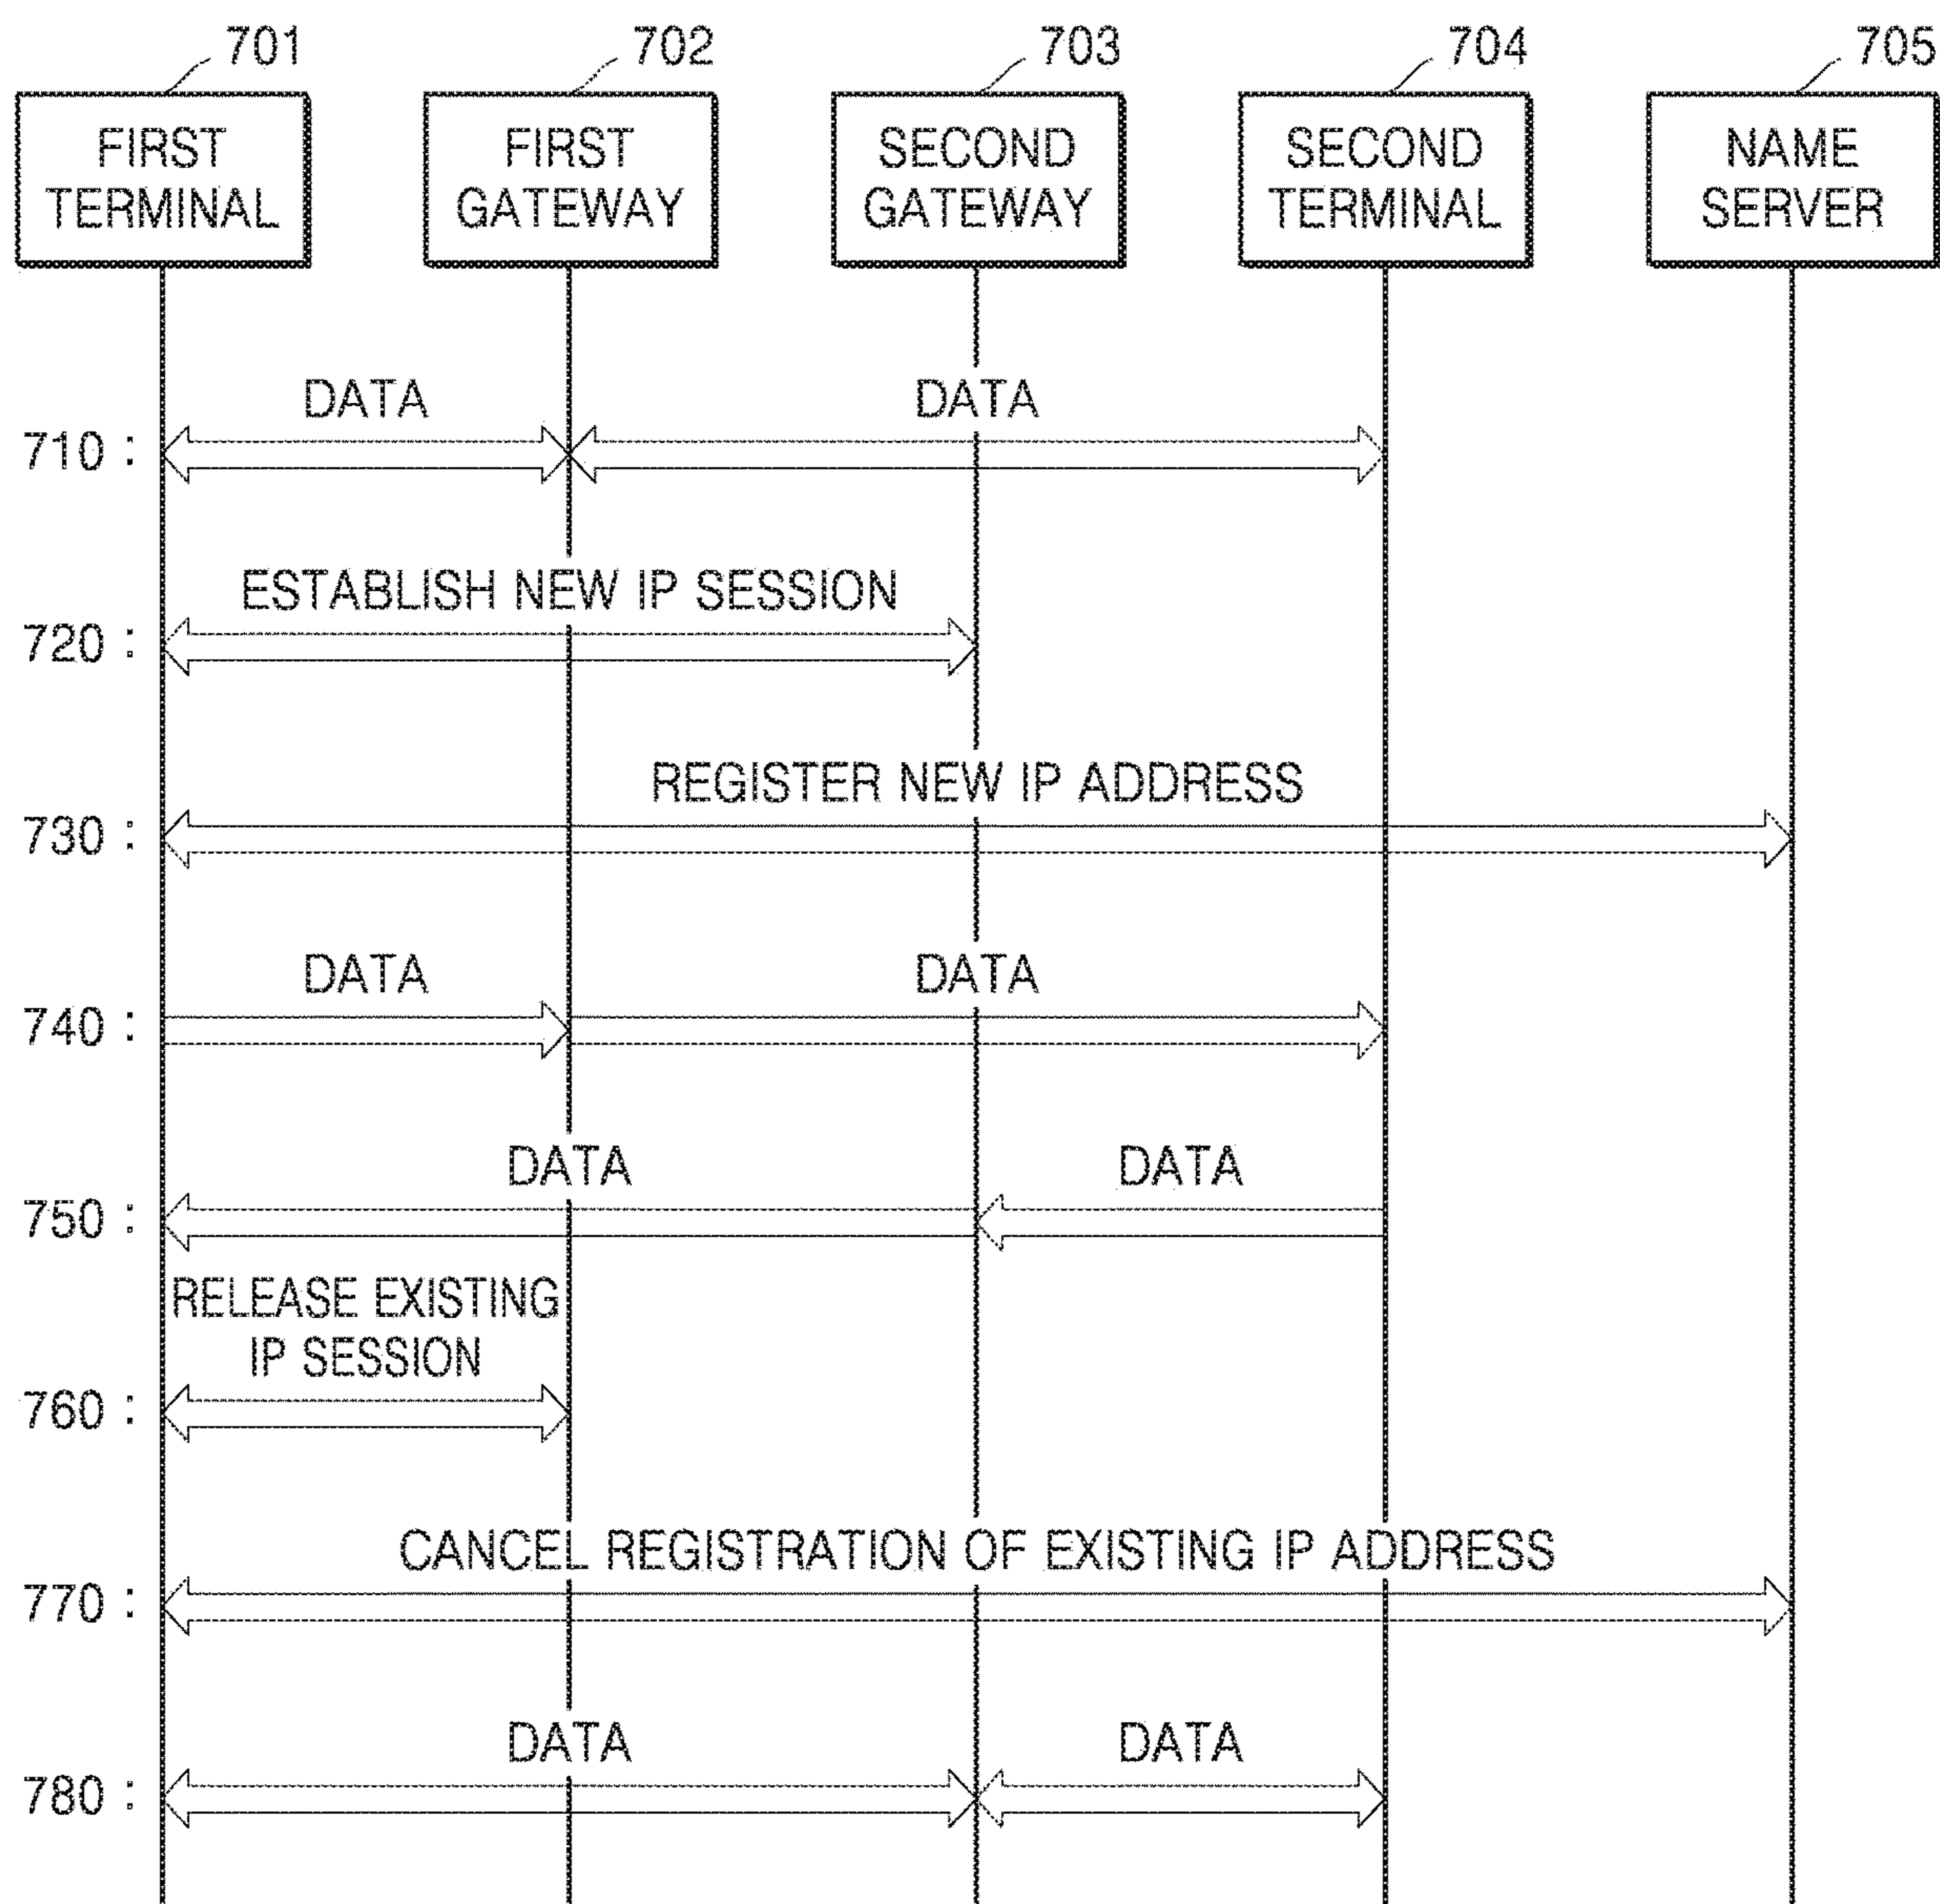 701
702
703
704
705
FIRST
TERMINAL
FIRST
GATEWAY
SECOND
GATEWAY
SECOND
TERMINAL
NAME
SERVER
DATA
DATA
710 :
ESTABLISH NEW IP SESSION
720 :
REGISTER NEW IP ADDRESS
730 :
DATA
DATA
740 :
DATA
DATA
750 :
RELEASE EXISTING
IP SESSION
760 :
CANCEL REGISTRATION OF EXISTING IP ADDRESS
770 :
DATA
DATA
780 :